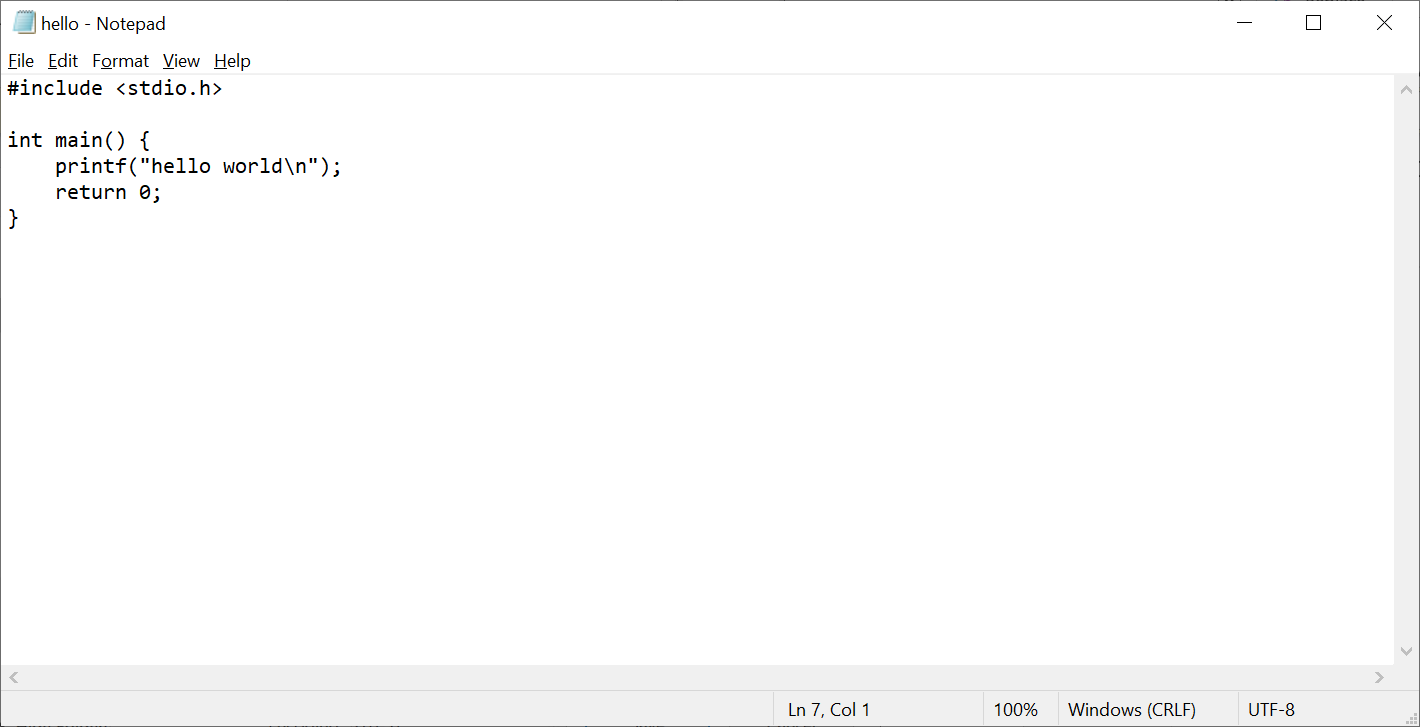 hello - Notepad
File Edit Format View Help
#include <stdio.h>

int main() {
    printf("hello world\n");
    return 0;
}
Ln 7, Col 1 100% Windows (CRLF) UTF-8